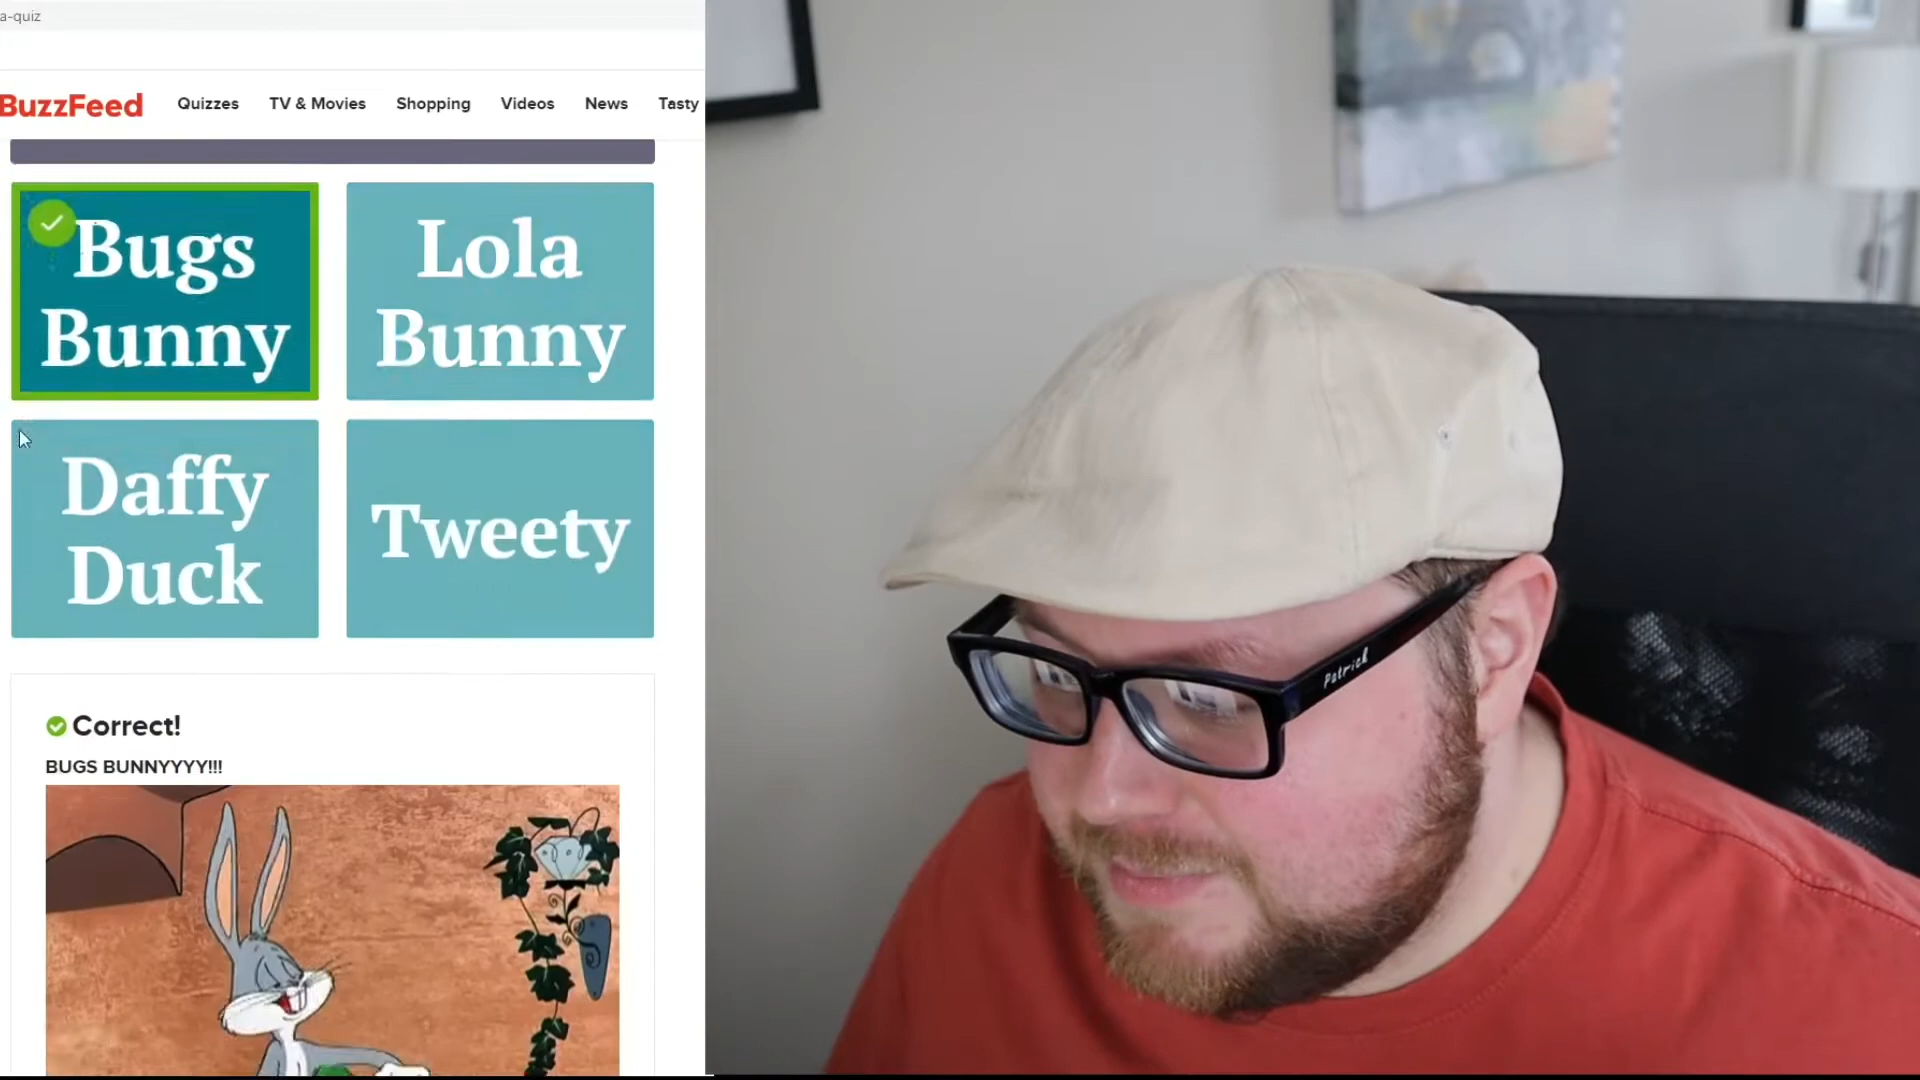 a-quiz
BuzzFeed Quizzes TV & Movies Shopping Videos News Tasty
Bugs
Bunny
Lola
Bunny
Daffy
Duck
Tweety
Correct!
BUGS BUNNYYYY!!!
Patrick